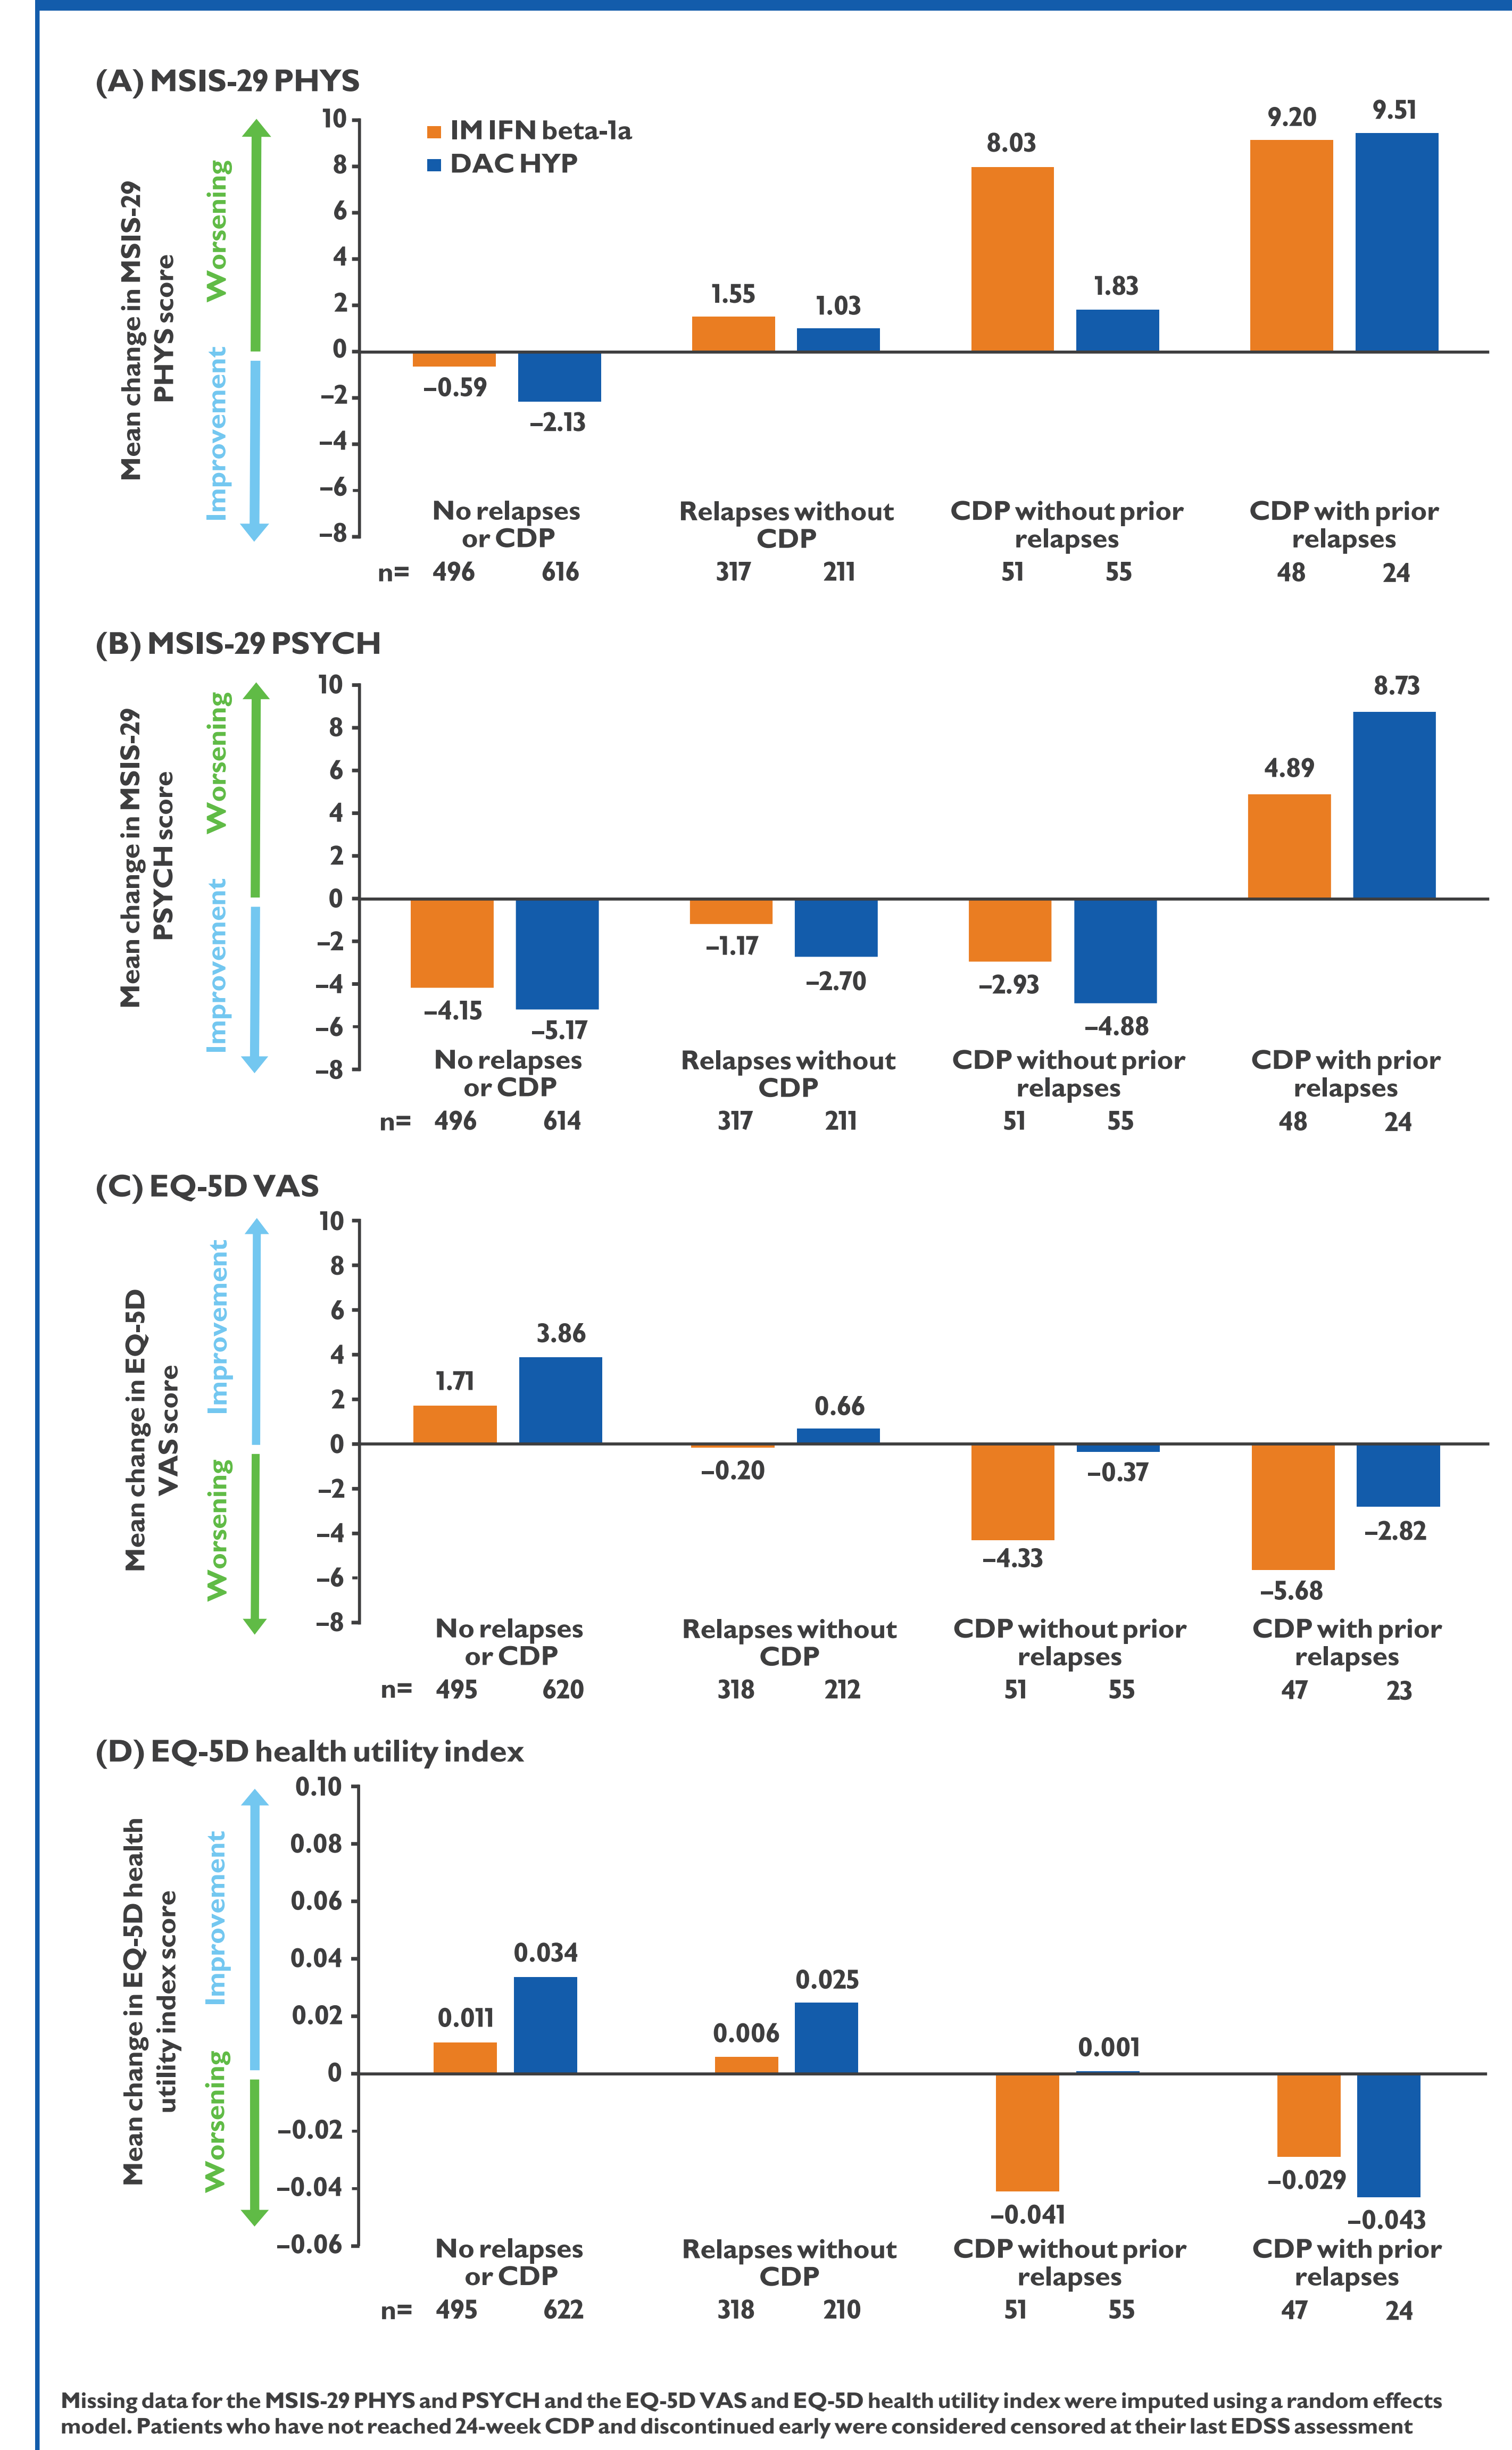 (A) MSIS-29 PHYS
Mean change in MSIS-29
PHYS score
Worsening
Improvement
10
8
6
4
2
0
−2
−4
−6
−8
IM IFN beta-1a
DAC HYP
−0.59
−2.13
1.55
1.03
8.03
1.83
9.20
9.51
No relapses
or CDP
Relapses without
CDP
CDP without prior
relapses
CDP with prior
relapses
n= 496 616 317 211 51 55 48 24
(B) MSIS-29 PSYCH
Mean change in MSIS-29
PSYCH score
Worsening
Improvement
10
8
6
4
2
0
−2
−4
−6
−8
−4.15
−5.17
−1.17
−2.70
−2.93
−4.88
4.89
8.73
No relapses
or CDP
Relapses without
CDP
CDP without prior
relapses
CDP with prior
relapses
n= 496 614 317 211 51 55 48 24
(C) EQ-5D VAS
Mean change in EQ-5D
VAS score
Improvement
Worsening
10
8
6
4
2
0
−2
−4
−6
−8
1.71
3.86
−0.20
0.66
−4.33
−0.37
−5.68
−2.82
No relapses
or CDP
Relapses without
CDP
CDP without prior
relapses
CDP with prior
relapses
n= 495 620 318 212 51 55 47 23
(D) EQ-5D health utility index
Mean change in EQ-5D health
utility index score
Improvement
Worsening
0.10
0.08
0.06
0.04
0.02
0
−0.02
−0.04
−0.06
0.011
0.034
0.006
0.025
−0.041
0.001
−0.029
−0.043
No relapses
or CDP
Relapses without
CDP
CDP without prior
relapses
CDP with prior
relapses
n= 495 622 318 210 51 55 47 24
Missing data for the MSIS-29 PHYS and PSYCH and the EQ-5D VAS and EQ-5D health utility index were imputed using a random effects
model. Patients who have not reached 24-week CDP and discontinued early were considered censored at their last EDSS assessment